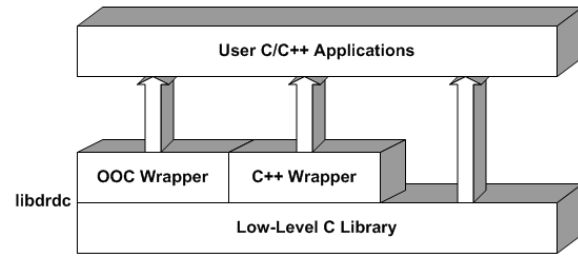 User C/C++ Applications
OOC Wrapper
C++ Wrapper
libdrdc
Low-Level C Library